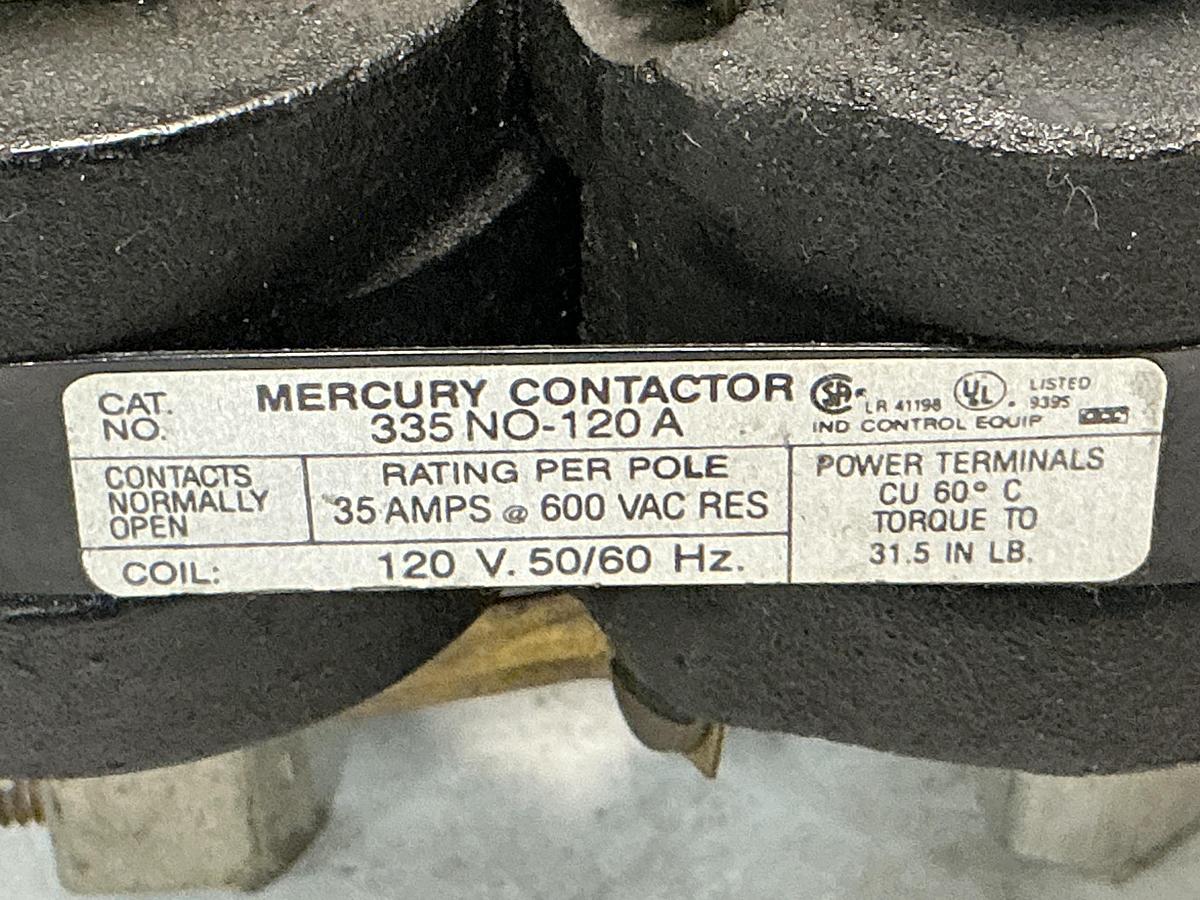 CAT. NO.
MERCURY CONTACTOR
335 NO-120 A
SA LR 41198 UL. LISTED 9395
IND CONTROL EQUIP
CONTACTS
NORMALLY
OPEN
RATING PER POLE
35 AMPS @ 600 VAC RES
COIL: 120 V. 50/60 Hz.
POWER TERMINALS
CU 60° C
TORQUE TO
31.5 IN LB.